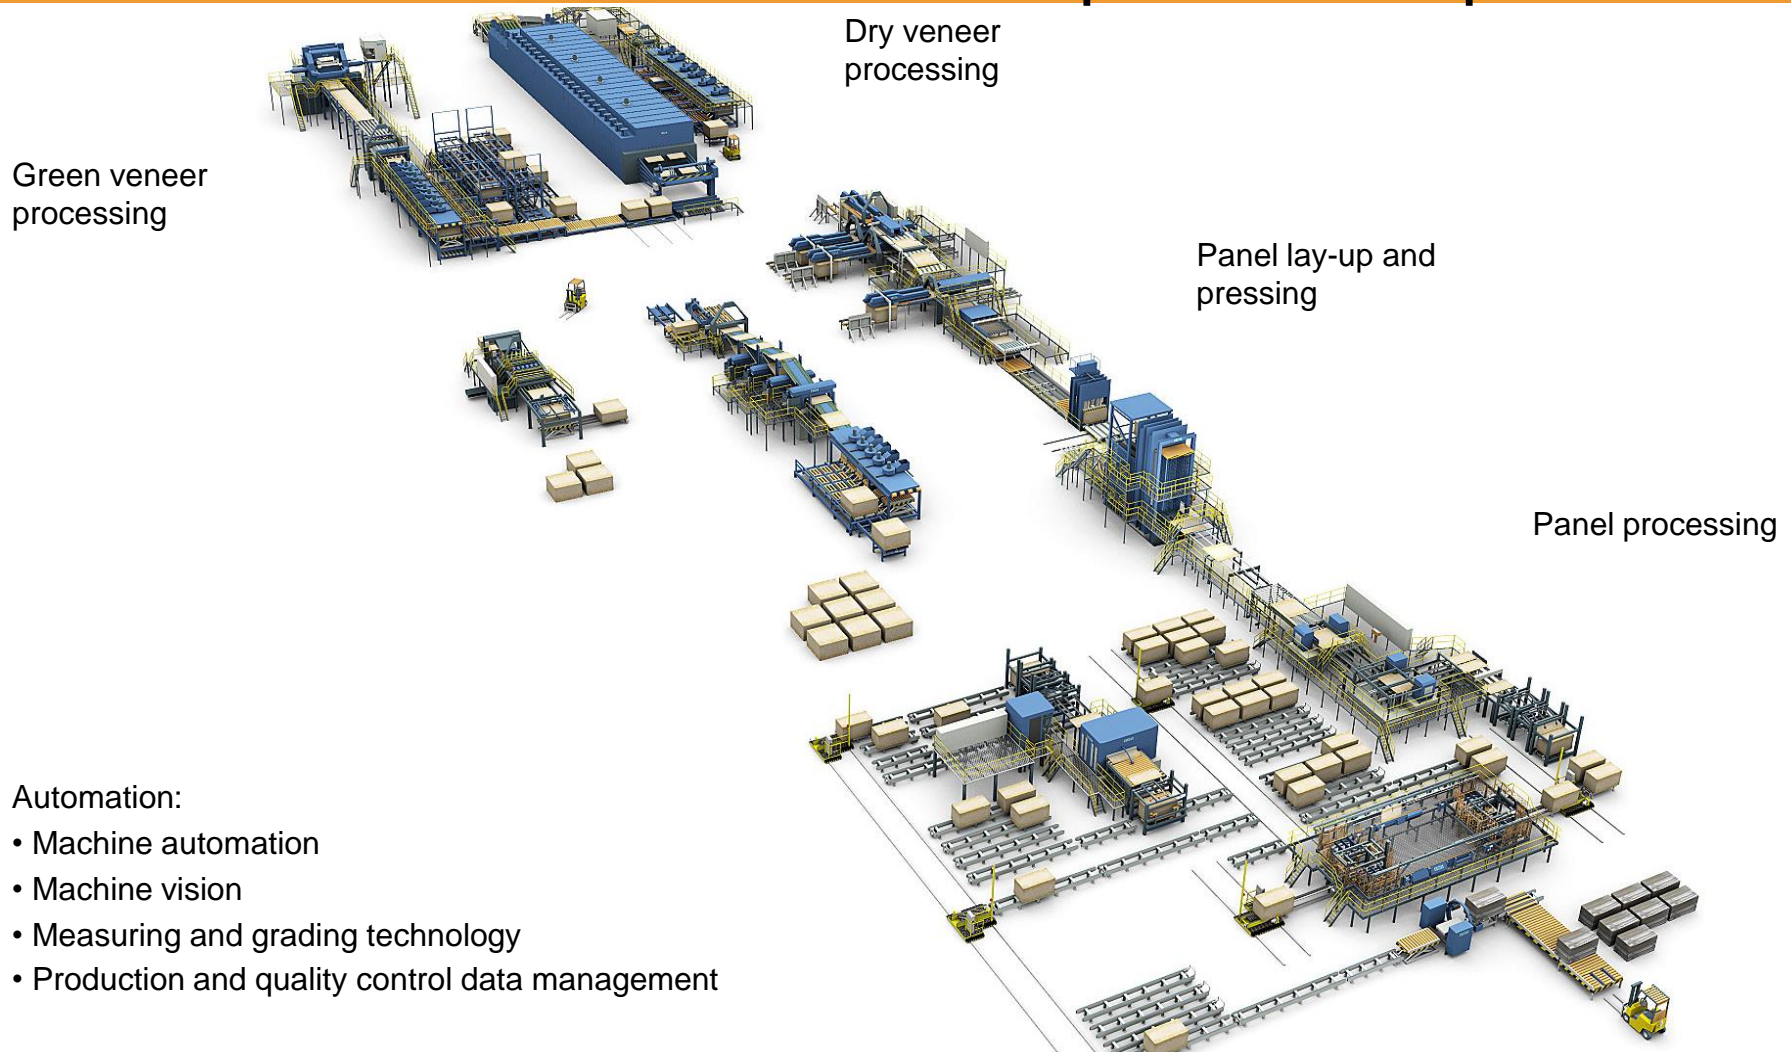 Dry veneer
processing
Green veneer
processing
Panel lay-up and
pressing
Panel processing
Automation:
• Machine automation
• Machine vision
• Measuring and grading technology
• Production and quality control data management